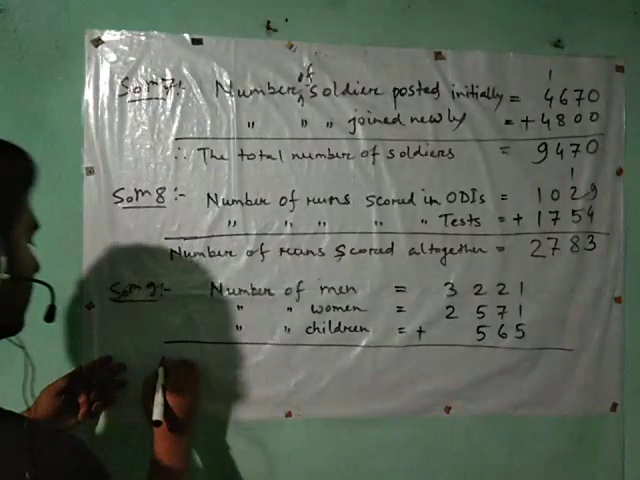 Som 7:- Number of soldier posted initially = 4670
" " " joined newly = + 4800
∴ The total number of soldiers = 9470
Som 8:- Number of runs scored in ODIs = 1029
" " " " " Tests = + 1754
Number of runs scored altogether = 2783
Som 9:- Number of men = 3221
" " women = 2571
" " children = + 565